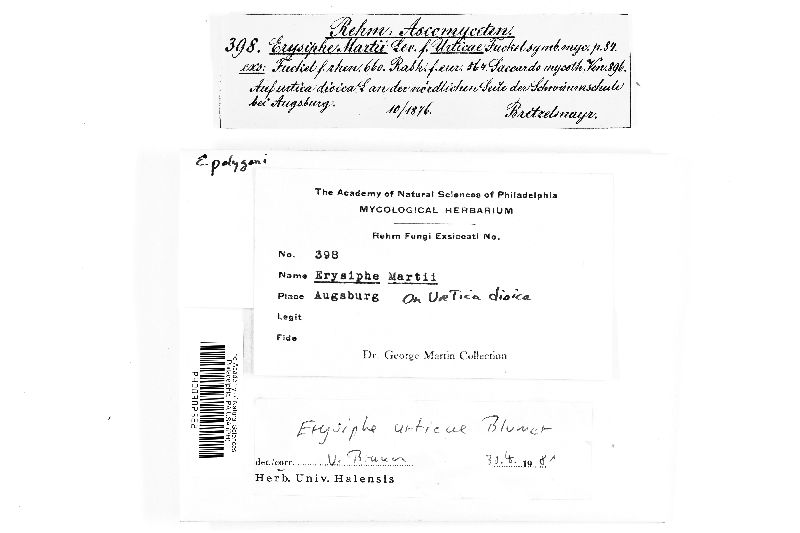 Rehm, Ascomyceten.
398. Erysiphe Martii Lev. f. Urticae Fuckel symb. myc. p. 84.
exs: Fuckel f. rhen. 660. Rabh. f. eur. Saccardo mycoth. Ven. 896.
Auf urtica dioica L an der nördlichen Seite der Schwimmschule
bei Augsburg. 10/1876. Britzelmayr.
E. polygoni
The Academy of Natural Sciences of Philadelphia
MYCOLOGICAL HERBARIUM
Rehm Fungi Exsiccati No.
No. 398
Name Erysiphe Martii
Place Augsburg On Urtica dioica
Legit
Fide
Dr. George Martin Collection
Erysiphe urticae Blumer
det./corr. U. Braun 19 81
Herb. Univ. Halensis